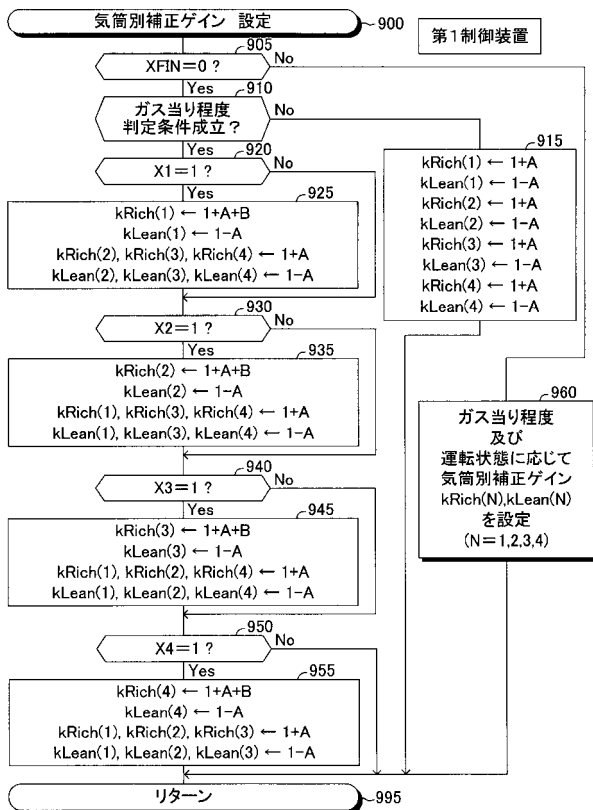 気筒別補正ゲイン 設定
900
第1制御装置
905
XFIN=0 ?
No
Yes
910
ガス当り程度
判定条件成立?
No
Yes
915
kRich(1) ← 1+A
kLean(1) ← 1−A
kRich(2) ← 1+A
kLean(2) ← 1−A
kRich(3) ← 1+A
kLean(3) ← 1−A
kRich(4) ← 1+A
kLean(4) ← 1−A
920
X1=1 ?
No
Yes
925
kRich(1) ← 1+A+B
kLean(1) ← 1−A
kRich(2), kRich(3), kRich(4) ← 1+A
kLean(2), kLean(3), kLean(4) ← 1−A
930
X2=1 ?
No
Yes
935
kRich(2) ← 1+A+B
kLean(2) ← 1−A
kRich(1), kRich(3), kRich(4) ← 1+A
kLean(1), kLean(3), kLean(4) ← 1−A
960
ガス当り程度
及び
運転状態に応じて
気筒別補正ゲイン
kRich(N),kLean(N)
を設定
(N=1,2,3,4)
940
X3=1 ?
No
Yes
945
kRich(3) ← 1+A+B
kLean(3) ← 1−A
kRich(1), kRich(2), kRich(4) ← 1+A
kLean(1), kLean(2), kLean(4) ← 1−A
950
X4=1 ?
No
Yes
955
kRich(4) ← 1+A+B
kLean(4) ← 1−A
kRich(1), kRich(2), kRich(3) ← 1+A
kLean(1), kLean(2), kLean(3) ← 1−A
リターン
995